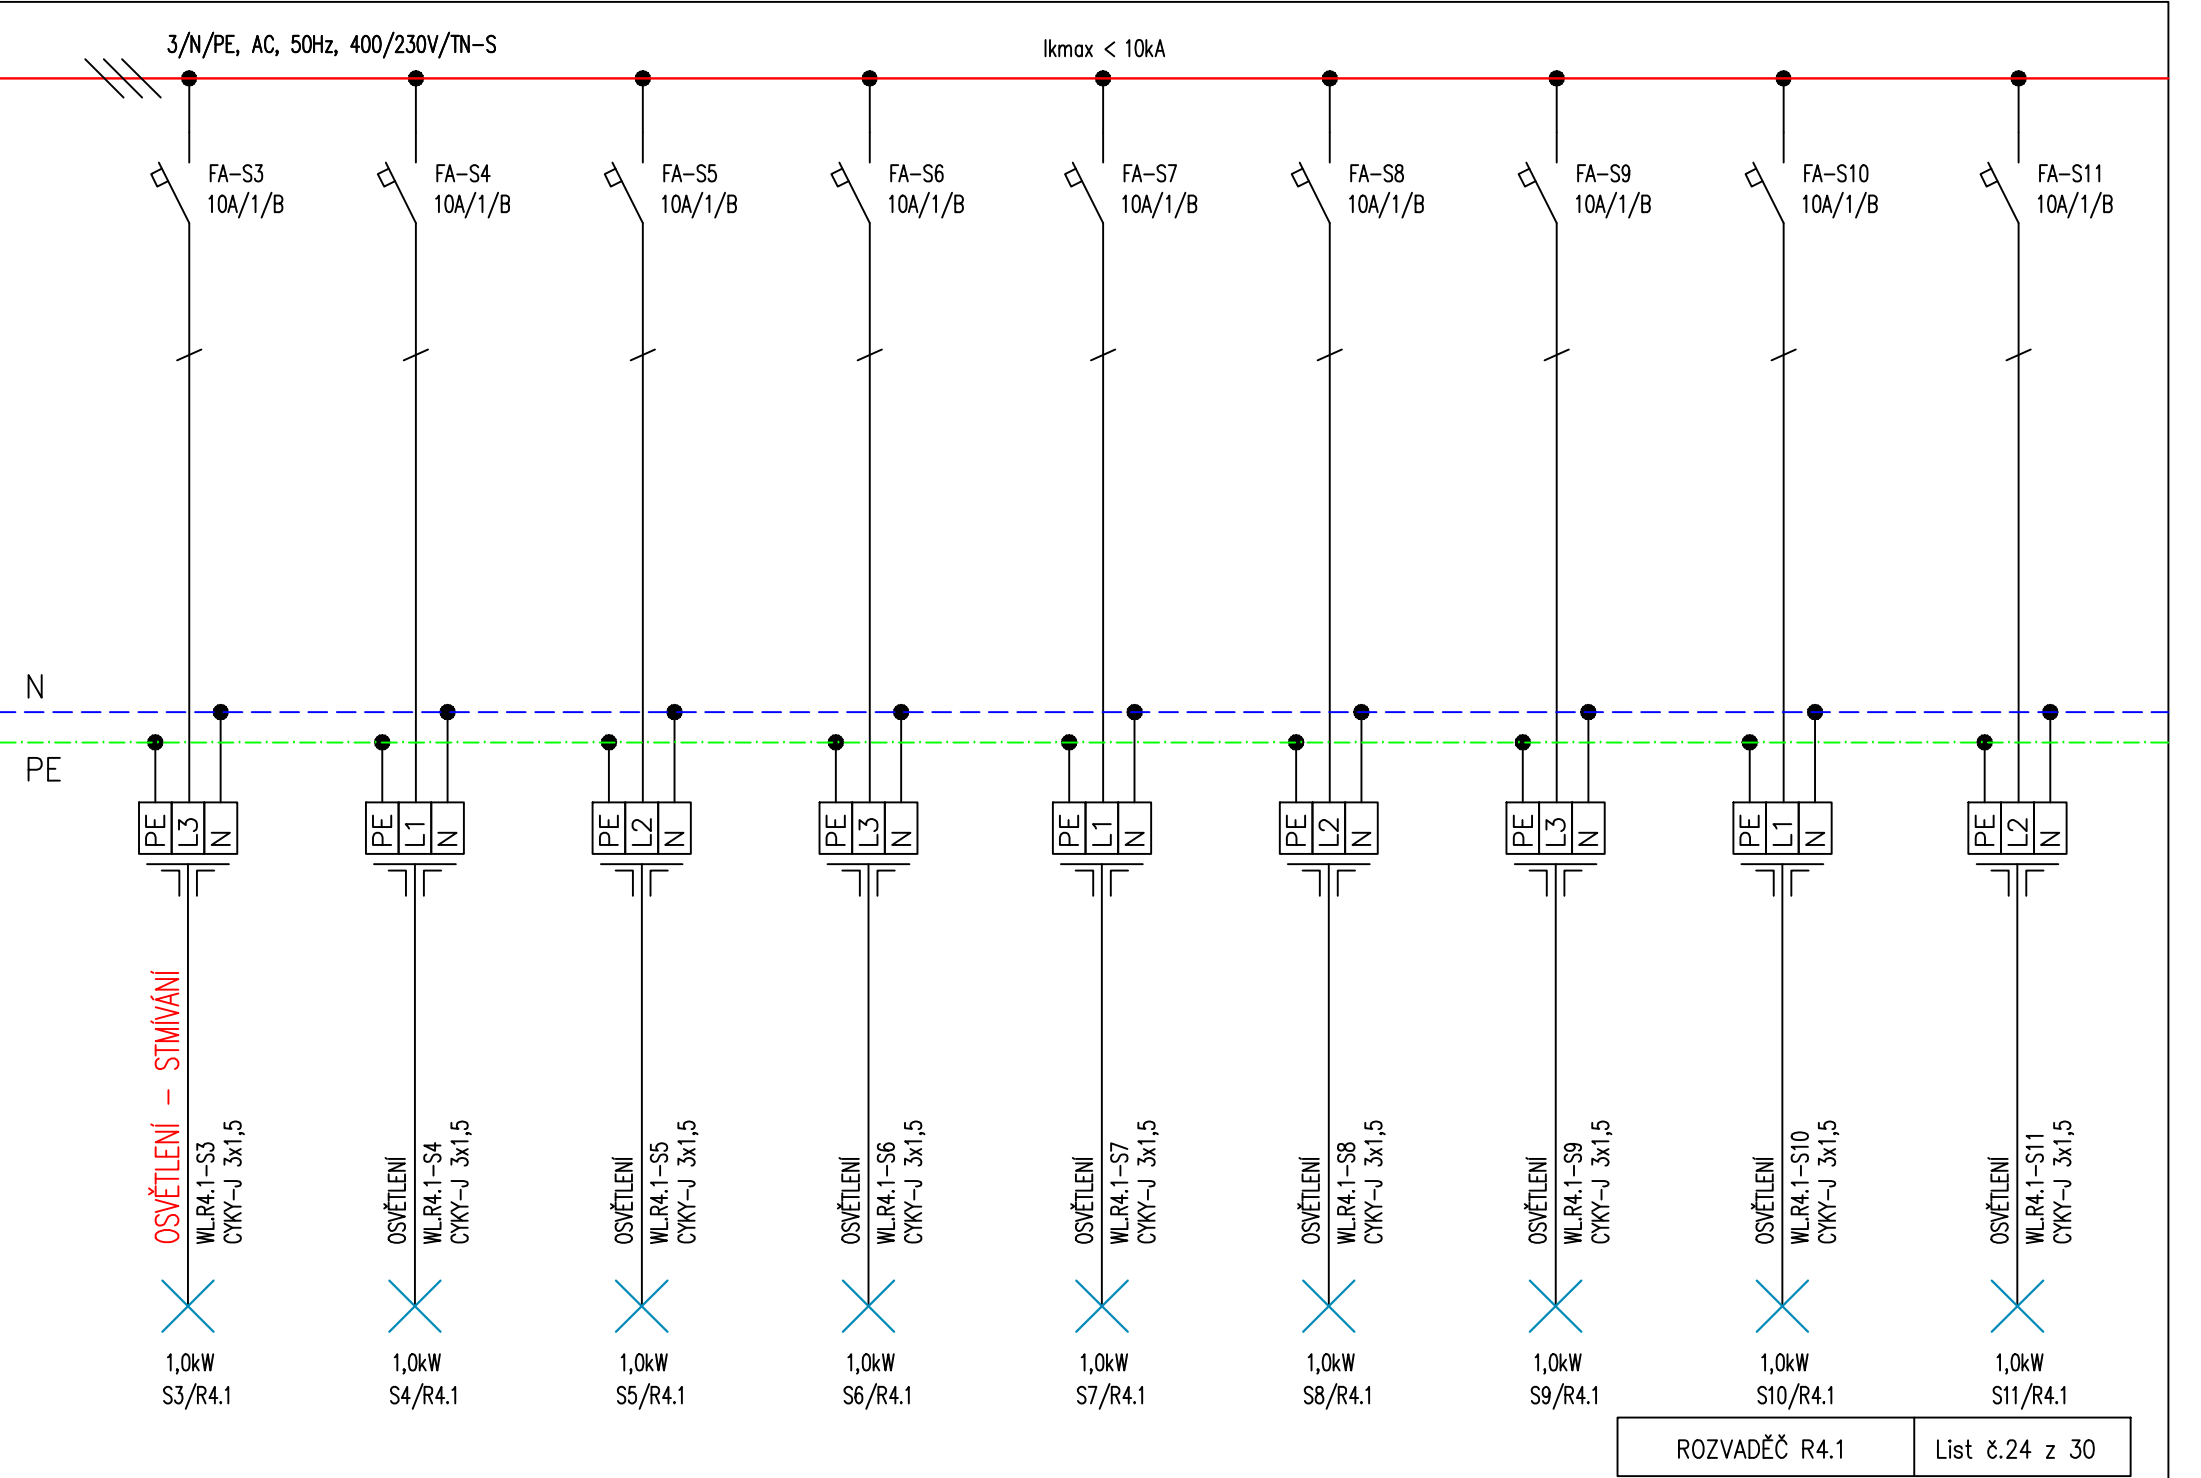 3/N/PE, AC, 50Hz, 400/230V/TN-S
Ikmax < 10kA
FA-S3
10A/1/B
FA-S4
10A/1/B
FA-S5
10A/1/B
FA-S6
10A/1/B
FA-S7
10A/1/B
FA-S8
10A/1/B
FA-S9
10A/1/B
FA-S10
10A/1/B
FA-S11
10A/1/B
N
PE
PE L3 N
PE L1 N
PE L2 N
PE L3 N
PE L1 N
PE L2 N
PE L3 N
PE L1 N
PE L2 N
OSVĚTLENÍ - STMÍVÁNÍ
WL.R4.1-S3
CYKY-J 3x1,5
OSVĚTLENÍ
WL.R4.1-S4
CYKY-J 3x1,5
OSVĚTLENÍ
WL.R4.1-S5
CYKY-J 3x1,5
OSVĚTLENÍ
WL.R4.1-S6
CYKY-J 3x1,5
OSVĚTLENÍ
WL.R4.1-S7
CYKY-J 3x1,5
OSVĚTLENÍ
WL.R4.1-S8
CYKY-J 3x1,5
OSVĚTLENÍ
WL.R4.1-S9
CYKY-J 3x1,5
OSVĚTLENÍ
WL.R4.1-S10
CYKY-J 3x1,5
OSVĚTLENÍ
WL.R4.1-S11
CYKY-J 3x1,5
1,0kW
S3/R4.1
1,0kW
S4/R4.1
1,0kW
S5/R4.1
1,0kW
S6/R4.1
1,0kW
S7/R4.1
1,0kW
S8/R4.1
1,0kW
S9/R4.1
1,0kW
S10/R4.1
1,0kW
S11/R4.1
ROZVADĚČ R4.1
List č.24 z 30